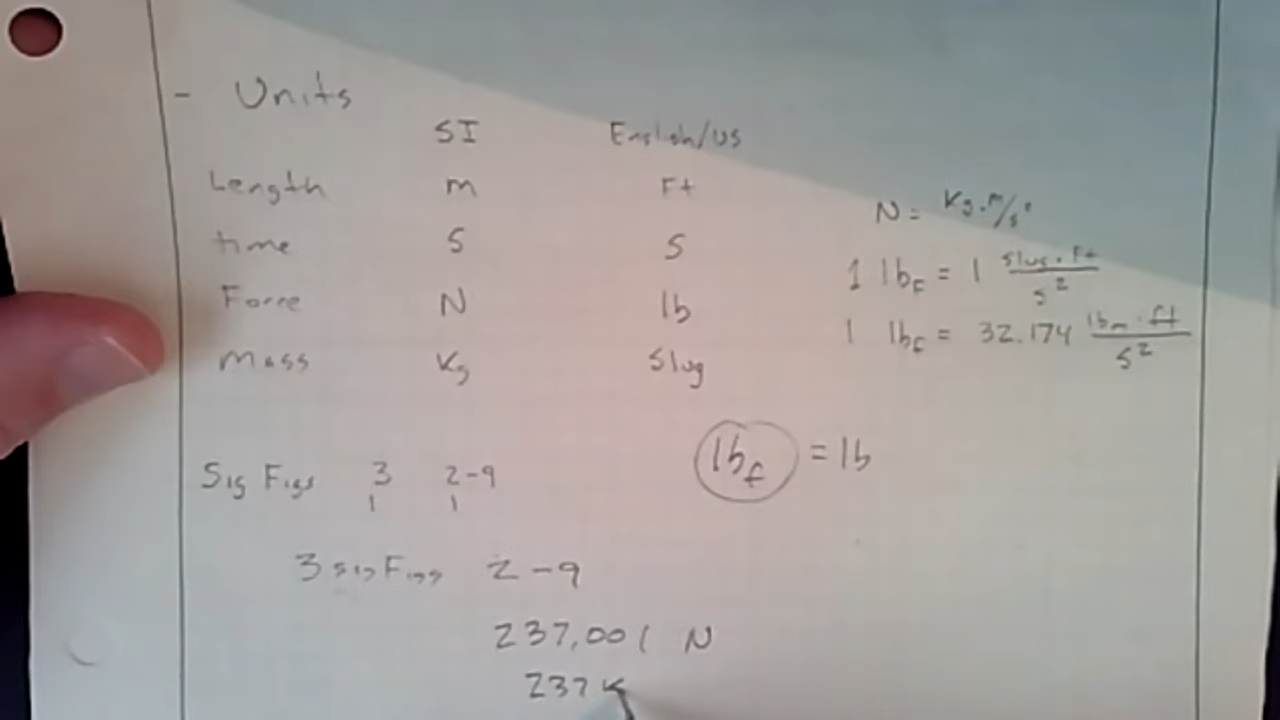 - Units
SI English/US
Length m Ft
time s s
Force N lb
Mass Kg Slug
N = Kg·m/s²
1 lbf = 1 slug·ft/s²
1 lbf = 32.174 lbm·ft/s²
lbf = lb
Sig Figs 3 2-9
1 1
3 sig Figs 2-9
237,001 N
237 K